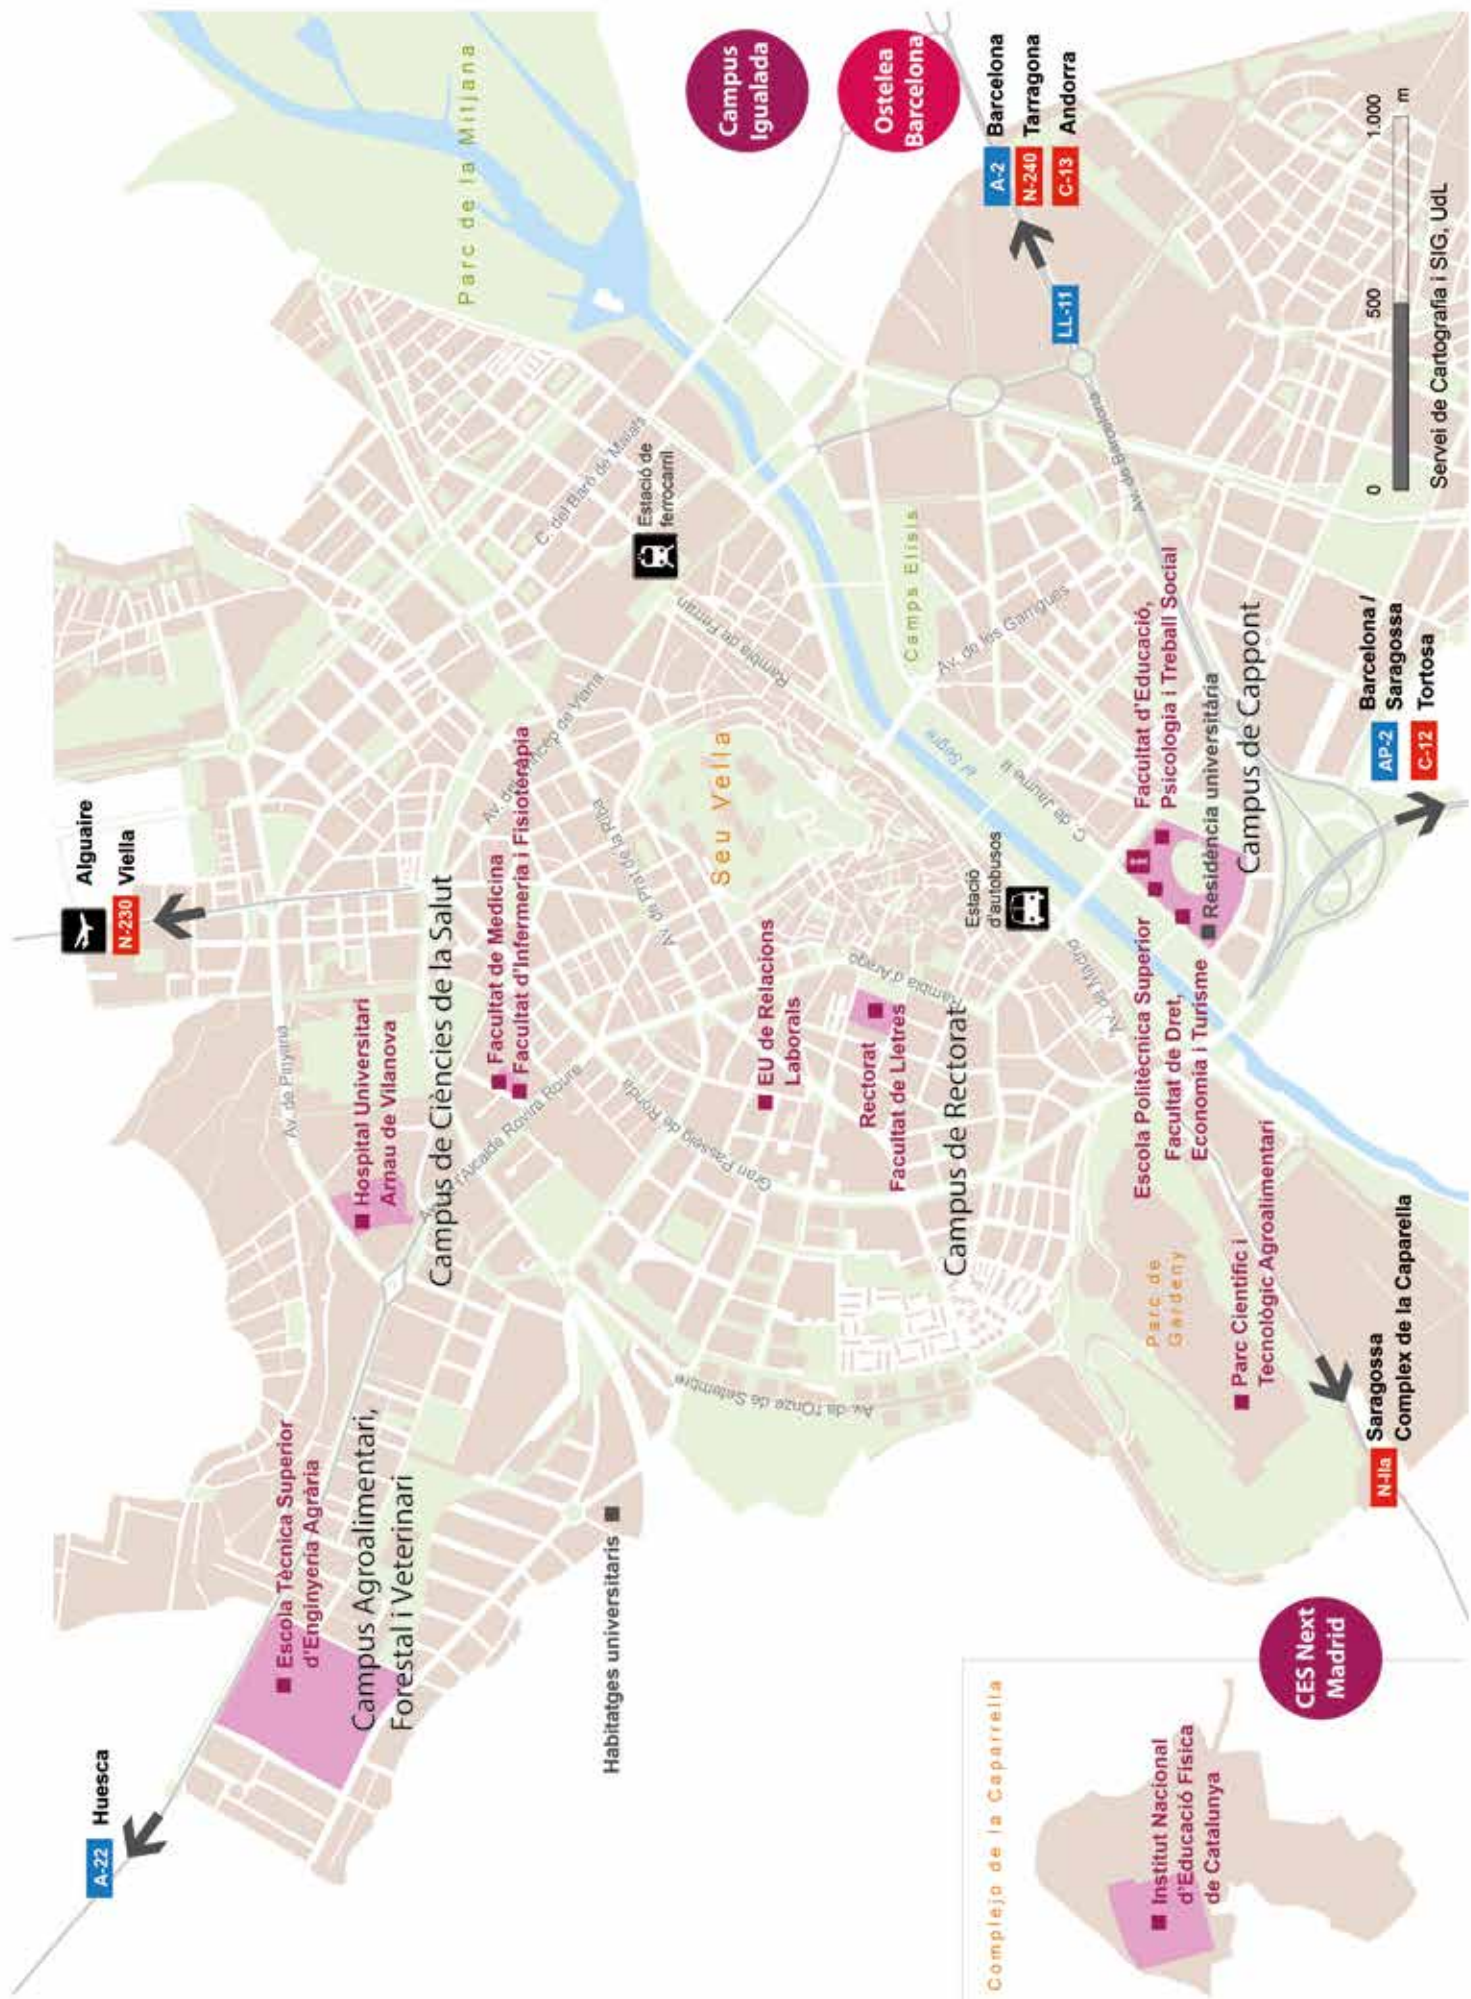 A-22 Huesca
Alguaire
N-230 Viella
Escola Tècnica Superior
d'Enginyeria Agrària
Campus Agroalimentari,
Forestal i Veterinari
Habitatges universitaris
Av. de Pinyana
Hospital Universitari
Arnau de Vilanova
Campus de Ciències de la Salut
Facultat de Medicina
Facultat d'Infermeria i Fisioteràpia
Alcalde Rovira Roure
Gran Passeig de Ronda
Av. de l'Onze de Setembre
Av. de Prat de la Riba
C. del Baró de Maials
Parc de la Mitjana
Estació de
ferrocarril
Rambla de Ferran
Seu Vella
EU de Relacions
Laborals
Rectorat
Facultat de Lletres
Campus de Rectorat
Rambla d'Aragó
Estació
d'autobusos
Av. de Madrid
el Segre
Camps Elisis
Av. de les Garrigues
C. de Jaume II
Av. de Barcelona
Campus
Igualada
Ostelea
Barcelona
A-2 Barcelona
N-240 Tarragona
C-13 Andorra
LL-11
Facultat d'Educació,
Psicologia i Treball Social
Residència universitària
Campus de Cappont
Escola Politècnica Superior
Facultat de Dret,
Economia i Turisme
Parc de
Gardeny
Parc Científic i
Tecnològic Agroalimentari
N-IIa Saragossa
Complex de la Caparella
AP-2 Barcelona /
Saragossa
C-12 Tortosa
0 500 1.000
m
Servei de Cartografia i SIG, UdL
Complejo de la Caparrella
Institut Nacional
d'Educació Física
de Catalunya
CES Next
Madrid